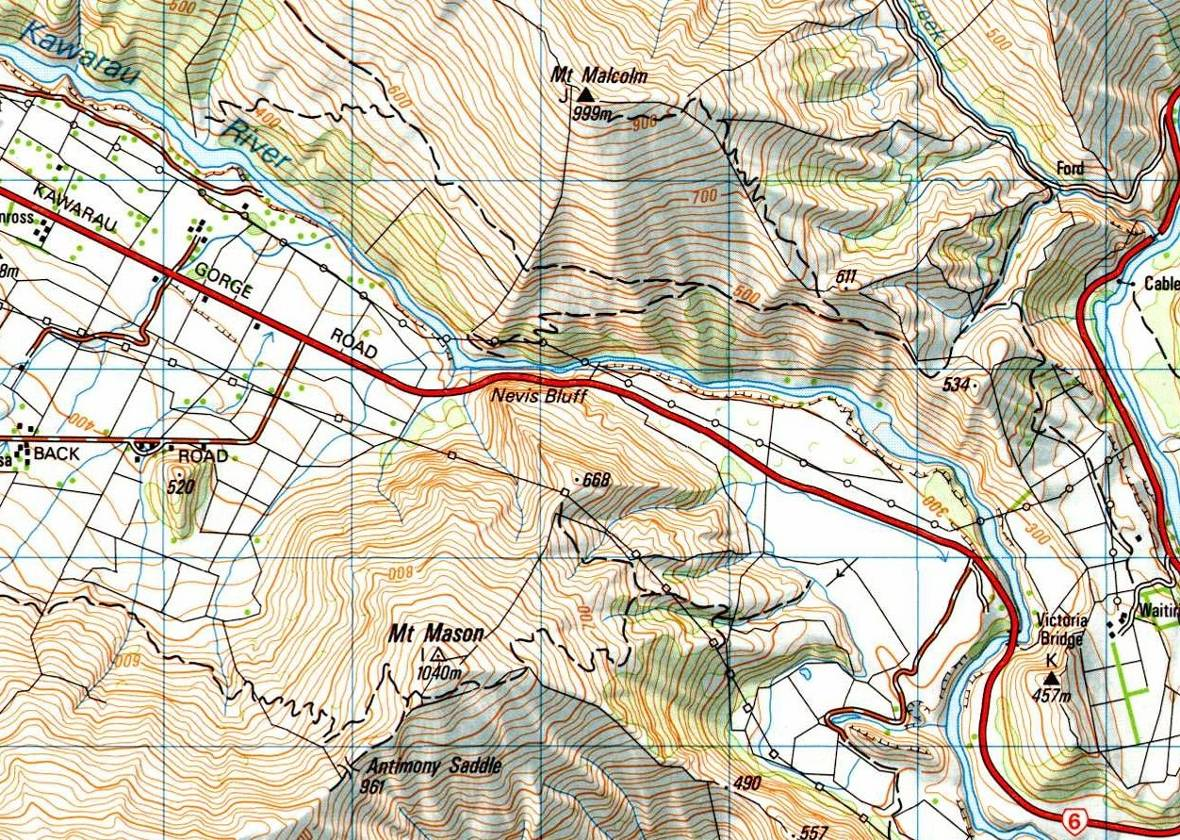 500
Kawarau
Creek
500
Mt Malcolm
J
999m
600
400
900
River
Ford
KAWARAU
700
GORGE
611
Cable
500
ROAD
534
Nevis Bluff
400
BACK
ROAD
520
668
300
300
800
700
Victoria
Bridge
Mt Mason
I
1040m
600
K
457m
Antimony Saddle
961
490
6
557